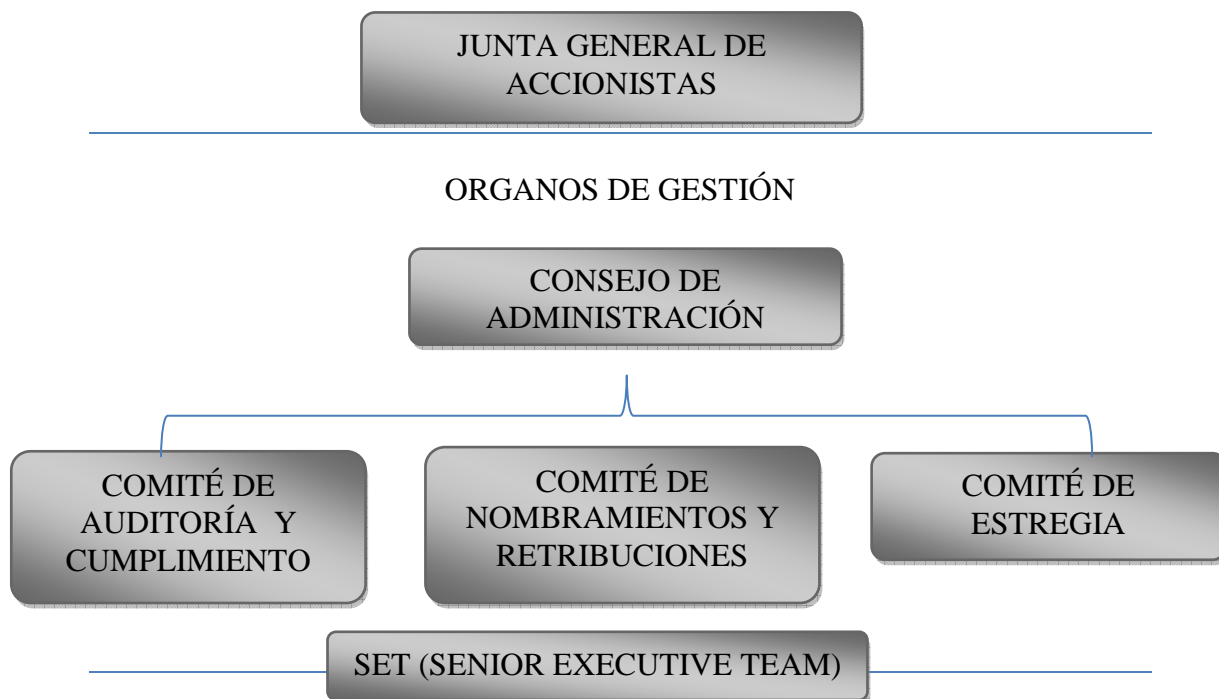 JUNTA GENERAL DE
ACCIONISTAS
ORGANOS DE GESTIÓN
CONSEJO DE
ADMINISTRACIÓN
COMITÉ DE
AUDITORÍA Y
CUMPLIMIENTO
COMITÉ DE
NOMBRAMIENTOS Y
RETRIBUCIONES
COMITÉ DE
ESTREGIA
SET (SENIOR EXECUTIVE TEAM)